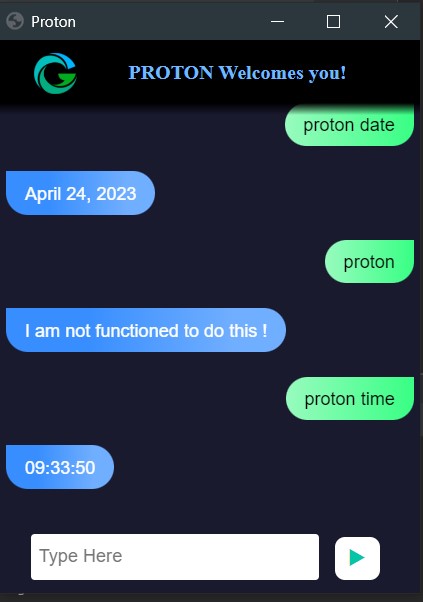 Proton
PROTON Welcomes you!
proton date
April 24, 2023
proton
I am not functioned to do this !
proton time
09:33:50
Type Here